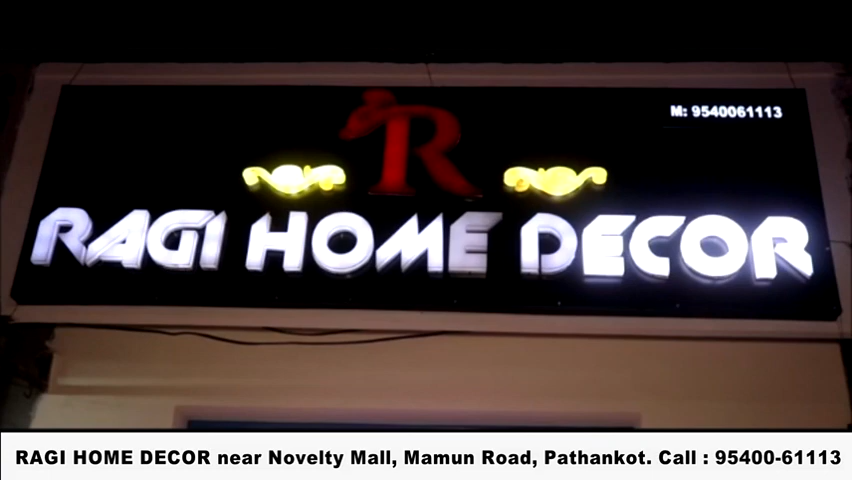 R
M: 9540061113
RAGI HOME DECOR
RAGI HOME DECOR near Novelty Mall, Mamun Road, Pathankot. Call : 95400-61113